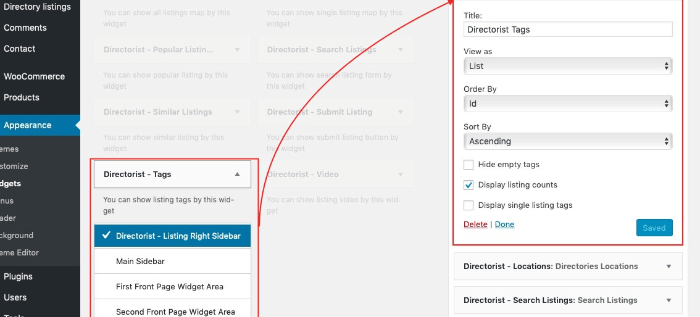 Directory listings
Comments
Contact
WooCommerce
Products
Appearance
emes
stomize
dgets
nus
ader
ckground
eme Editor
Plugins
Users
Tools
You can show all listings map by this
widget
You can show single listing map by this
widget
Directorist - Popular Listin...
Directorist - Search Listings
You can show popular listing by this
widget
You can show search listing form by this
widget
Directorist - Similar Listings
Directorist - Submit Listing
You can show similar listing by this
widget
You can show submit listing button by
this widget
Directorist - Tags
You can show listing tags by this wid-
get
Directorist - Video
You can show listing video by this wid-
get
Directorist - Listing Right Sidebar
Main Sidebar
First Front Page Widget Area
Second Front Page Widget Area
Title:
Directorist Tags
View as
List
Order By
Id
Sort By
Ascending
Hide empty tags
Display listing counts
Display single listing tags
Delete | Done
Saved
Directorist - Locations: Directories Locations
Directorist - Search Listings: Search Listings